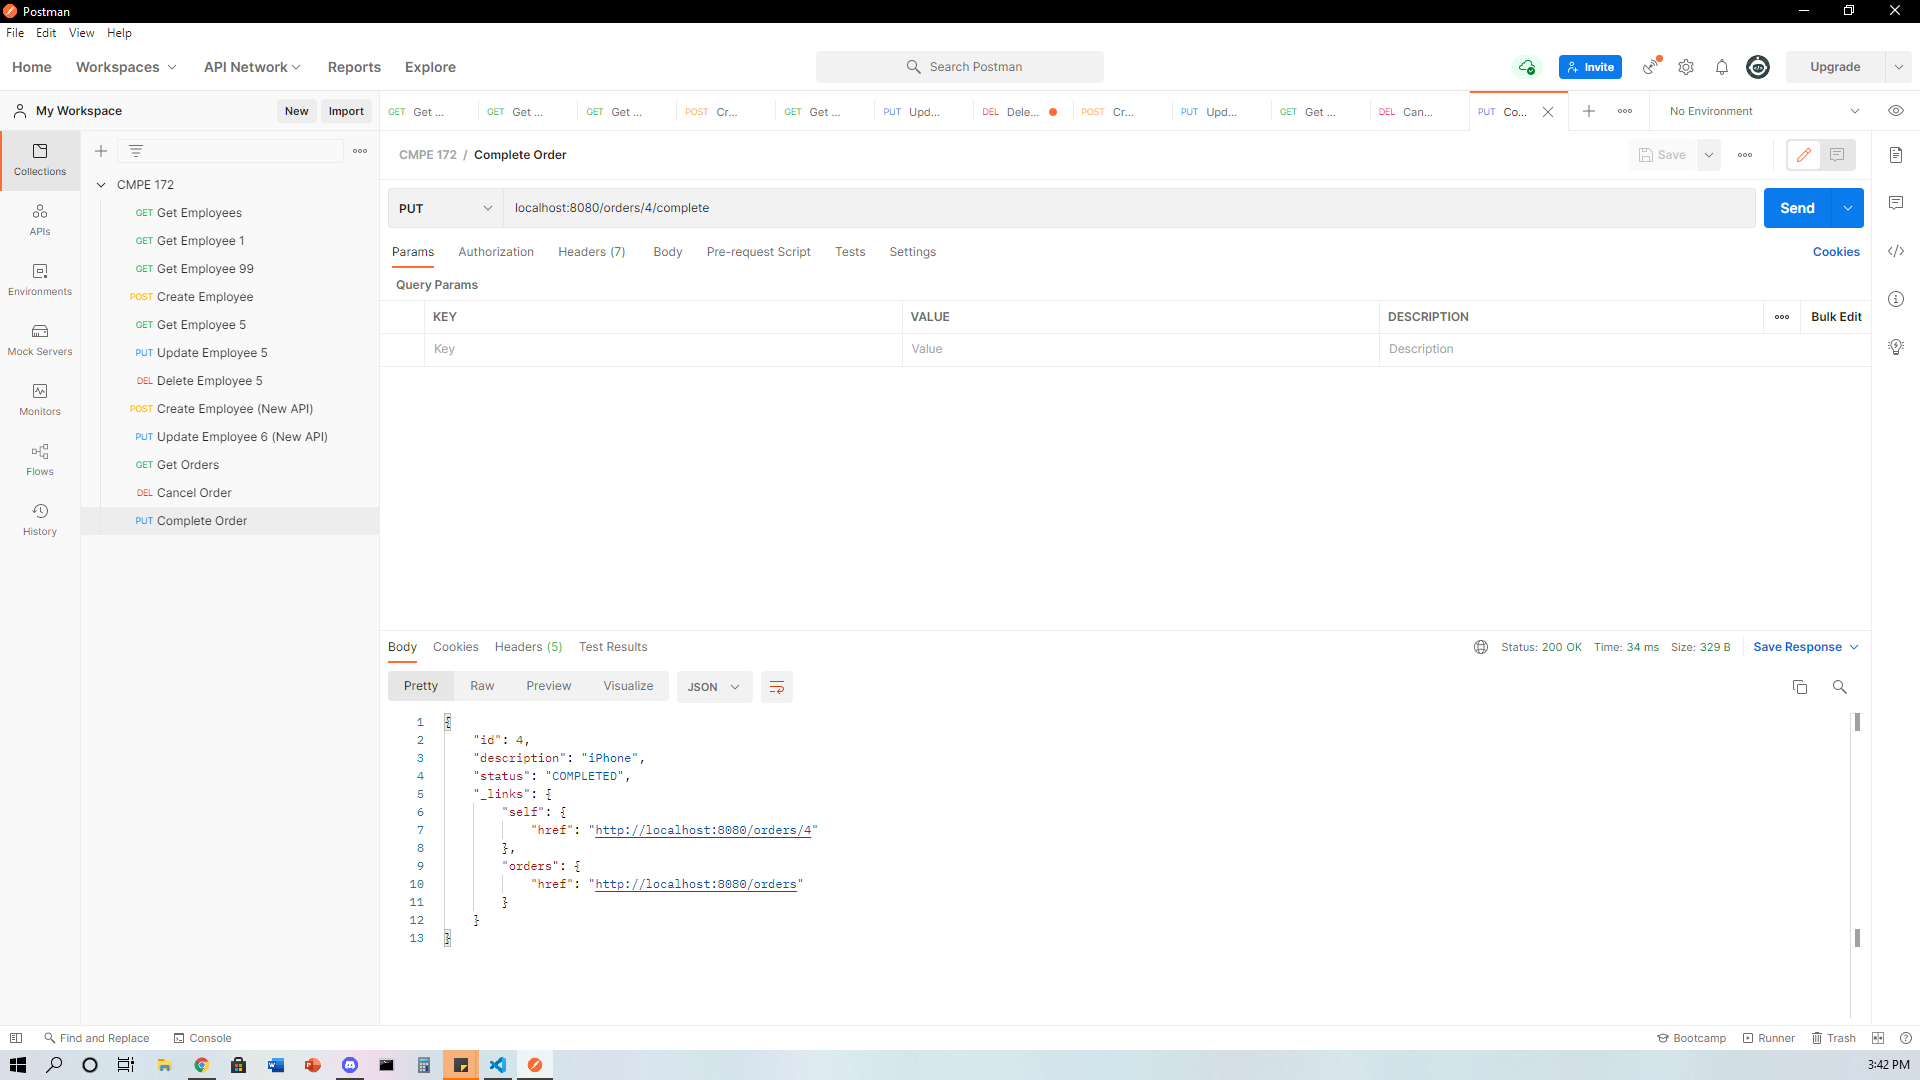 Postman
File Edit View Help
Home Workspaces API Network Reports Explore
Search Postman
Invite
Upgrade
My Workspace
New Import
GET Get ... GET Get ... GET Get ... POST Cr... GET Get ... PUT Upd... DEL Dele... POST Cr... PUT Upd... GET Get ... DEL Can... PUT Co...
No Environment
Collections
APIs
Environments
Mock Servers
Monitors
Flows
History
CMPE 172
GET Get Employees
GET Get Employee 1
GET Get Employee 99
POST Create Employee
GET Get Employee 5
PUT Update Employee 5
DEL Delete Employee 5
POST Create Employee (New API)
PUT Update Employee 6 (New API)
GET Get Orders
DEL Cancel Order
PUT Complete Order
CMPE 172 / Complete Order
Save
PUT localhost:8080/orders/4/complete
Send
Params Authorization Headers (7) Body Pre-request Script Tests Settings
Cookies
Query Params
KEY VALUE DESCRIPTION
Bulk Edit
Key Value Description
Body Cookies Headers (5) Test Results
Status: 200 OK Time: 34 ms Size: 329 B
Save Response
Pretty Raw Preview Visualize JSON
1 {
2 "id": 4,
3 "description": "iPhone",
4 "status": "COMPLETED",
5 "_links": {
6 "self": {
7 "href": "http://localhost:8080/orders/4"
8 },
9 "orders": {
10 "href": "http://localhost:8080/orders"
11 }
12 }
13 }
Find and Replace Console
Bootcamp Runner Trash
3:42 PM